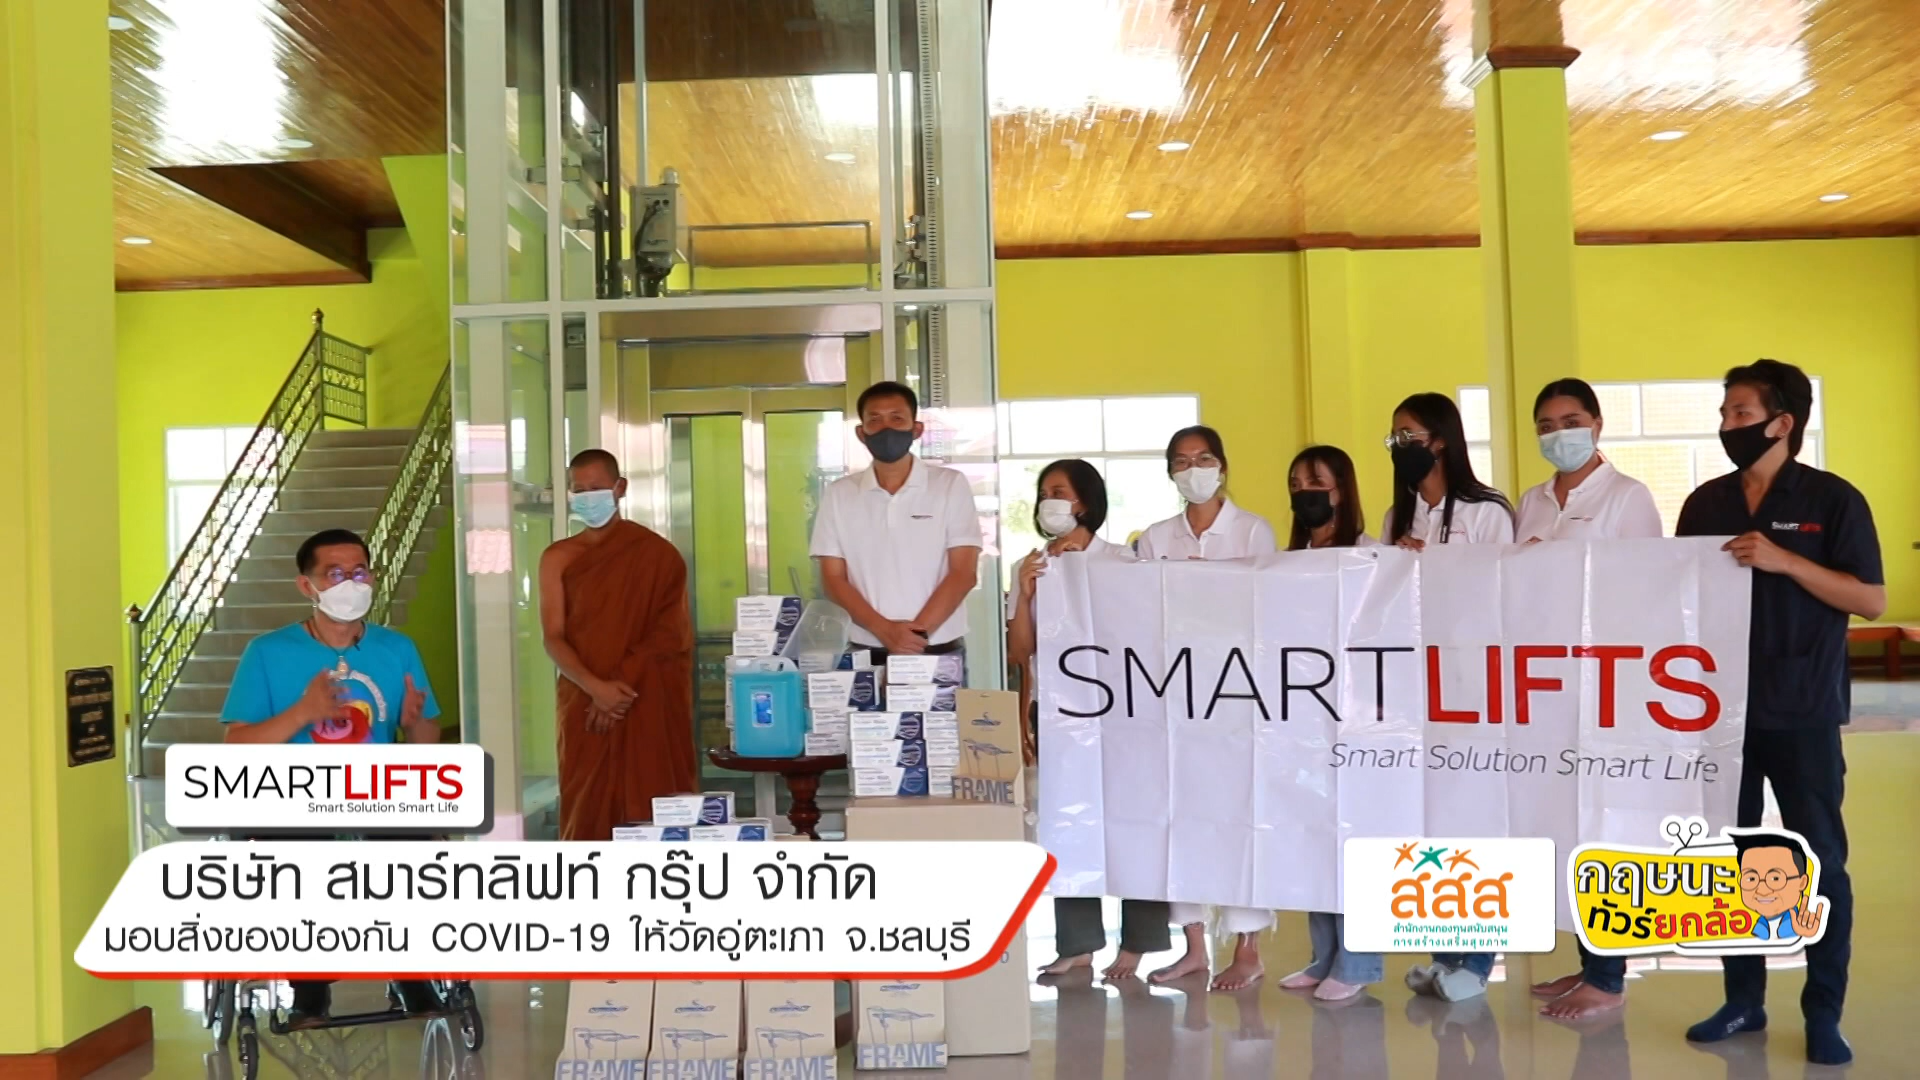 SMARTLIFTS
SMARTLIFTS
Smart Solution Smart Life
FRAME
SMARTLIFTS
Smart Solution Smart Life
บริษัท สมาร์ทลิฟท์ กรุ๊ป จำกัด
มอบสิ่งของป้องกัน COVID-19 ให้วัดอู่ตะเภา จ.ชลบุรี
สสส
สำนักงานกองทุนสนับสนุน
การสร้างเสริมสุขภาพ
กฤษนะ
ทัวร์ยกล้อ
FRAME
FRAME
FRAME
FRAME